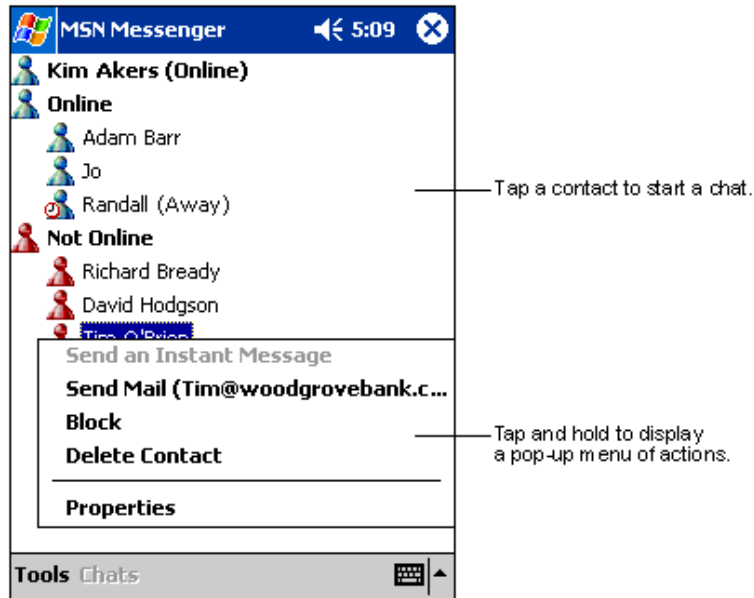 MSN Messenger 5:09
Kim Akers (Online)
Online
Adam Barr
Jo
Randall (Away)
Tap a contact to start a chat.
Not Online
Richard Bready
David Hodgson
Tim O'Brien
Send an Instant Message
Send Mail (Tim@woodgrovebank.c...
Block
Delete Contact
Properties
Tap and hold to display
a pop-up menu of actions.
Tools Chats